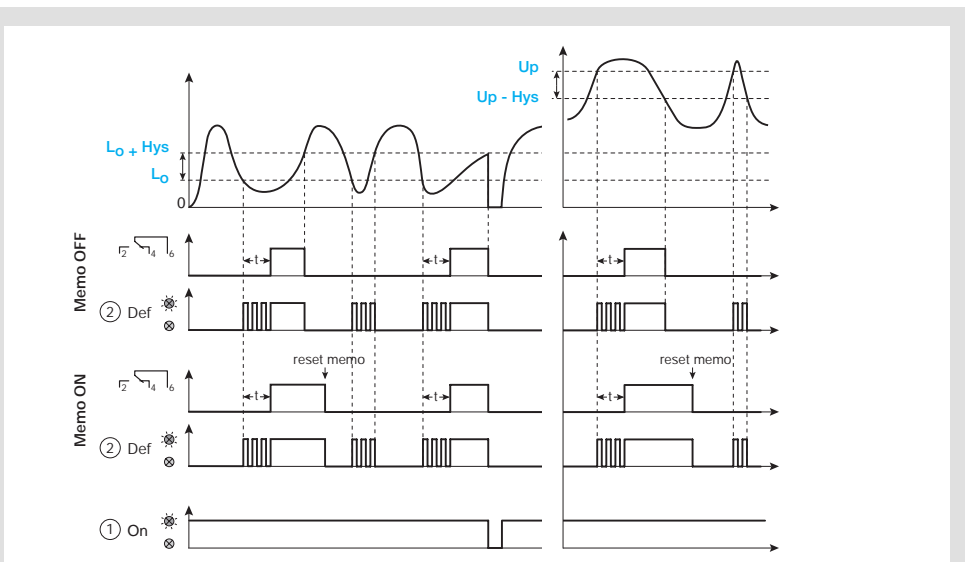 Up
Up - Hys
Lo + Hys
Lo
0
Memo OFF
2 4 6
t t t
2 Def
reset memo reset memo
Memo ON
2 4 6
t t t
2 Def
1 On